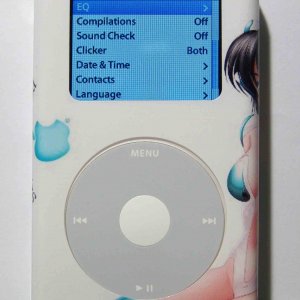 EQ >
Compilations Off
Sound Check Off
Clicker Both
Date & Time >
Contacts >
Language >
MENU